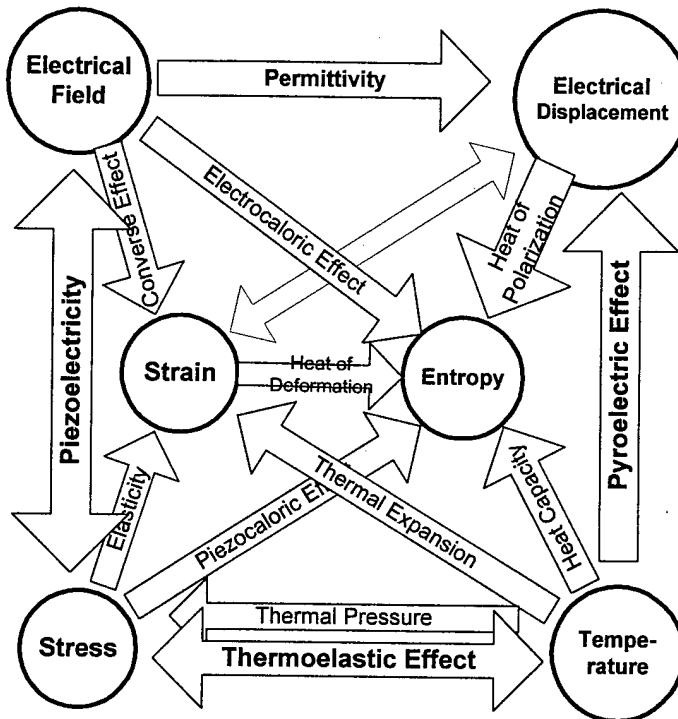 Electrical
Field
Permittivity
Electrical
Displacement
Converse Effect
Electrocaloric Effect
Heat of
Polarization
Piezoelectricity
Pyroelectric Effect
Strain
Heat of
Deformation
Entropy
Elasticity
Piezocaloric
Thermal Expansion
Heat Capacity
Stress
Thermal Pressure
Thermoelastic Effect
Tempe-
rature